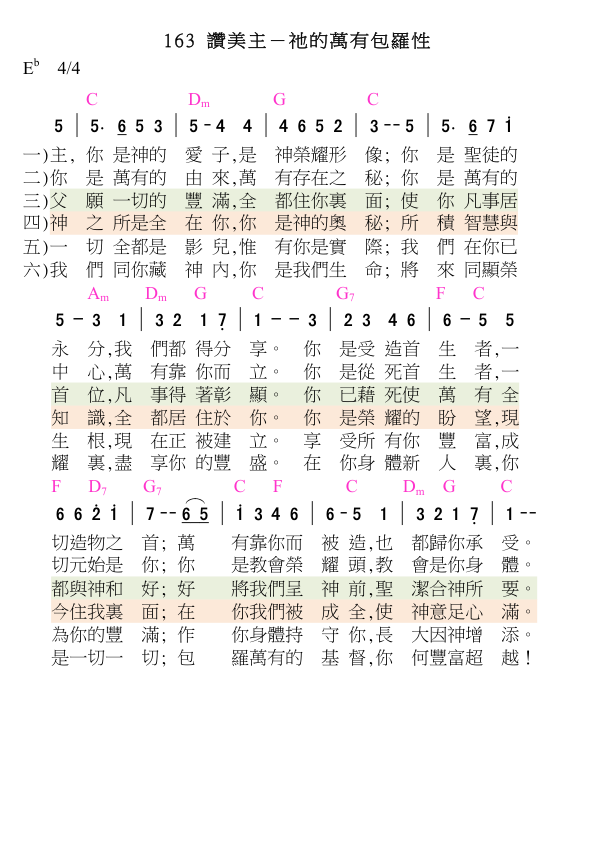 163 讚美主－祂的萬有包羅性
E♭ 4/4
C Dm G C
5 | 5. 6 5 3 | 5 - 4 4 | 4 6 5 2 | 3 -- 5 | 5. 6 7 i
一)主, 你 是神的 愛 子,是 神榮耀形 像; 你 是 聖徒的
二)你 是 萬有的 由 來,萬 有存在之 秘; 你 是 萬有的
三)父 願 一切的 豐 滿,全 都住你裏 面; 使 你 凡事居
四)神 之 所是全 在 你,你 是神的奧 秘; 所 積 智慧與
五)一 切 全都是 影 兒,惟 有你是實 際; 我 們 在你已
六)我 們 同你藏 神 內,你 是我們生 命; 將 來 同顯榮
Am Dm G C G7 F C
5 - 3 1 | 3 2 1 7̣ | 1 - - 3 | 2 3 4 6 | 6 - 5 5
永 分,我 們都 得分 享。 你 是受 造首 生 者,一
中 心,萬 有靠 你而 立。 你 是從 死首 生 者,一
首 位,凡 事得 著彰 顯。 你 已藉 死使 萬 有 全
知 識,全 都居 住於 你。 你 是榮 耀的 盼 望,現
生 根,現 在正 被建 立。 享 受所 有你 豐 富,成
耀 裏,盡 享你 的豐 盛。 在 你身 體新 人 裏,你
F D7 G7 C F C Dm G C
6 6 2̇ i | 7 -- 6 5 | i 3 4 6 | 6 - 5 1 | 3 2 1 7̣ | 1 --
切造物之 首; 萬 有靠你而 被 造,也 都歸你承 受。
切元始是 你; 你 是教會榮 耀 頭,教 會是你身 體。
都與神和 好; 好 將我們呈 神 前,聖 潔合神所 要。
今住我裏 面; 在 你我們被 成 全,使 神意足心 滿。
為你的豐 滿; 作 你身體持 守 你,長 大因神增 添。
是一切一 切; 包 羅萬有的 基 督,你 何豐富超 越!